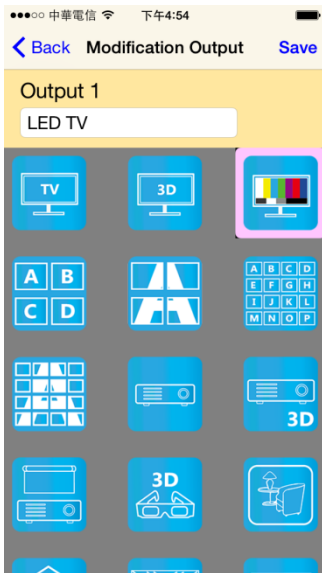 中華電信 下午4:54
Back Modification Output Save
Output 1
LED TV
TV 3D
A B A B C D
C D E F G H
I J K L
M N O P
3D
3D